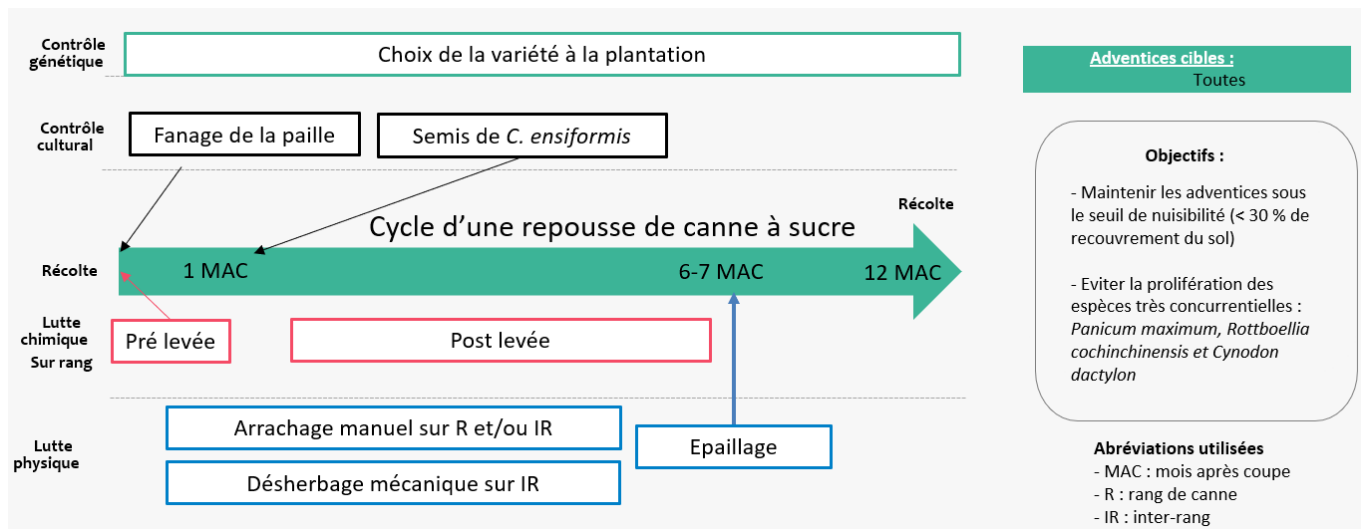 Contrôle
génétique
Choix de la variété à la plantation
Contrôle
cultural
Fanage de la paille
Semis de C. ensiformis
Cycle d’une repousse de canne à sucre
Récolte
Récolte
1 MAC
6-7 MAC
12 MAC
Lutte
chimique
Sur rang
Pré levée
Post levée
Lutte
physique
Arrachage manuel sur R et/ou IR
Désherbage mécanique sur IR
Epaillage
Adventices cibles :
Toutes
Objectifs :
- Maintenir les adventices sous
le seuil de nuisibilité (< 30 % de
recouvrement du sol)
- Eviter la prolifération des
espèces très concurrentielles :
Panicum maximum, Rottboellia
cochinchinensis et Cynodon
dactylon
Abréviations utilisées
- MAC : mois après coupe
- R : rang de canne
- IR : inter-rang